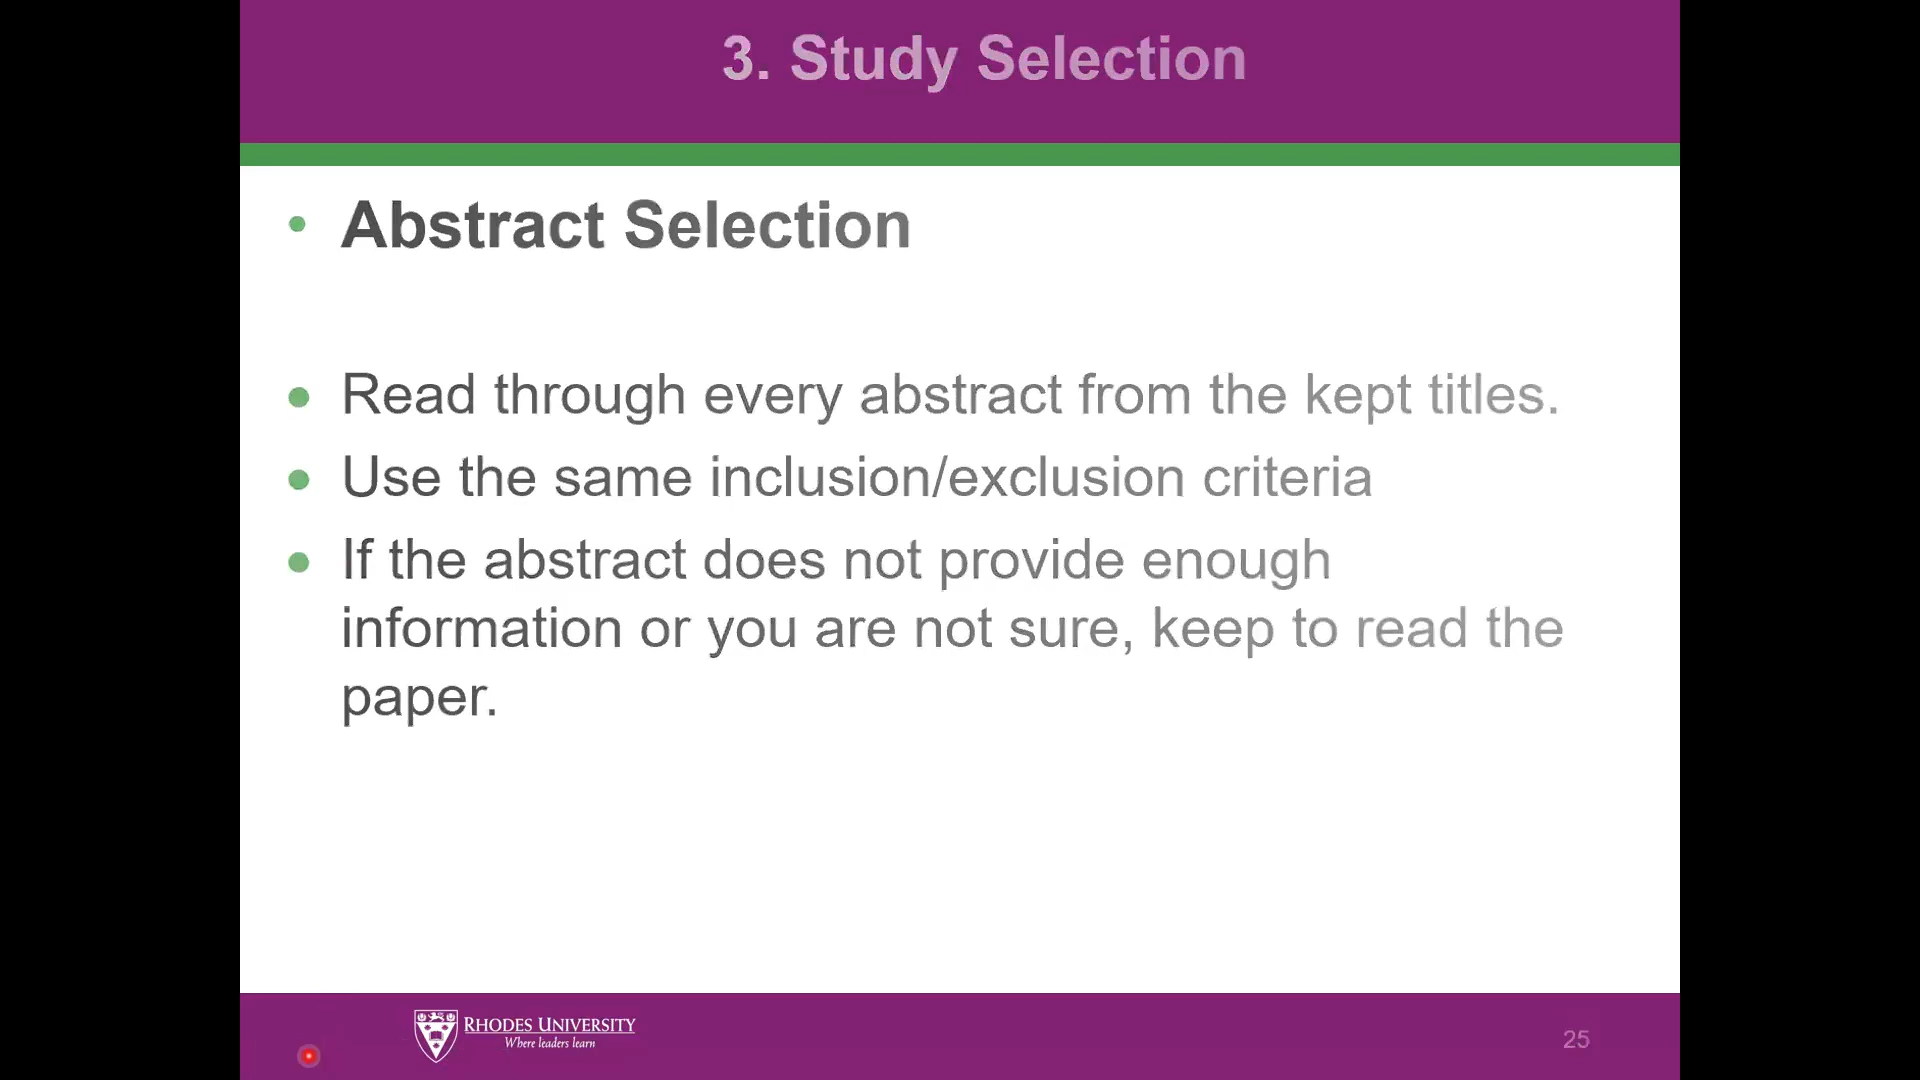 3. Study Selection
• Abstract Selection
• Read through every abstract from the kept titles.
• Use the same inclusion/exclusion criteria
• If the abstract does not provide enough
information or you are not sure, keep to read the
paper.
RHODES UNIVERSITY
Where leaders learn
25